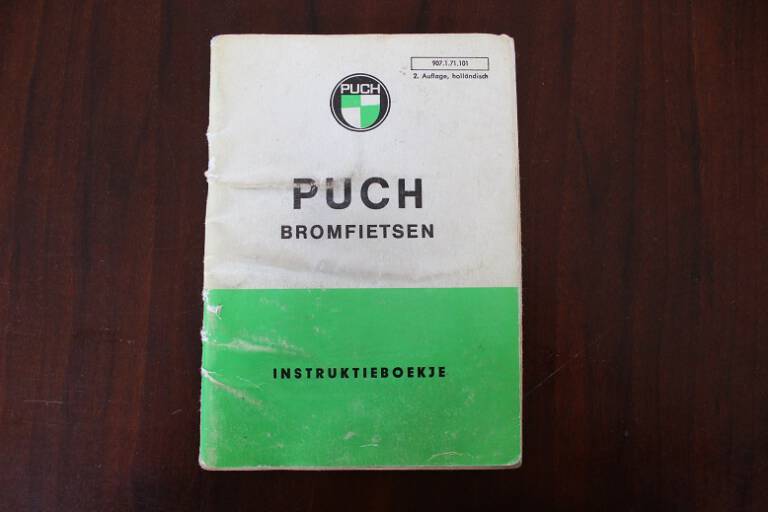 907.1.71.101
2. Auflage, holländisch
PUCH
PUCH
BROMFIETSEN
INSTRUKTIEBOEKJE